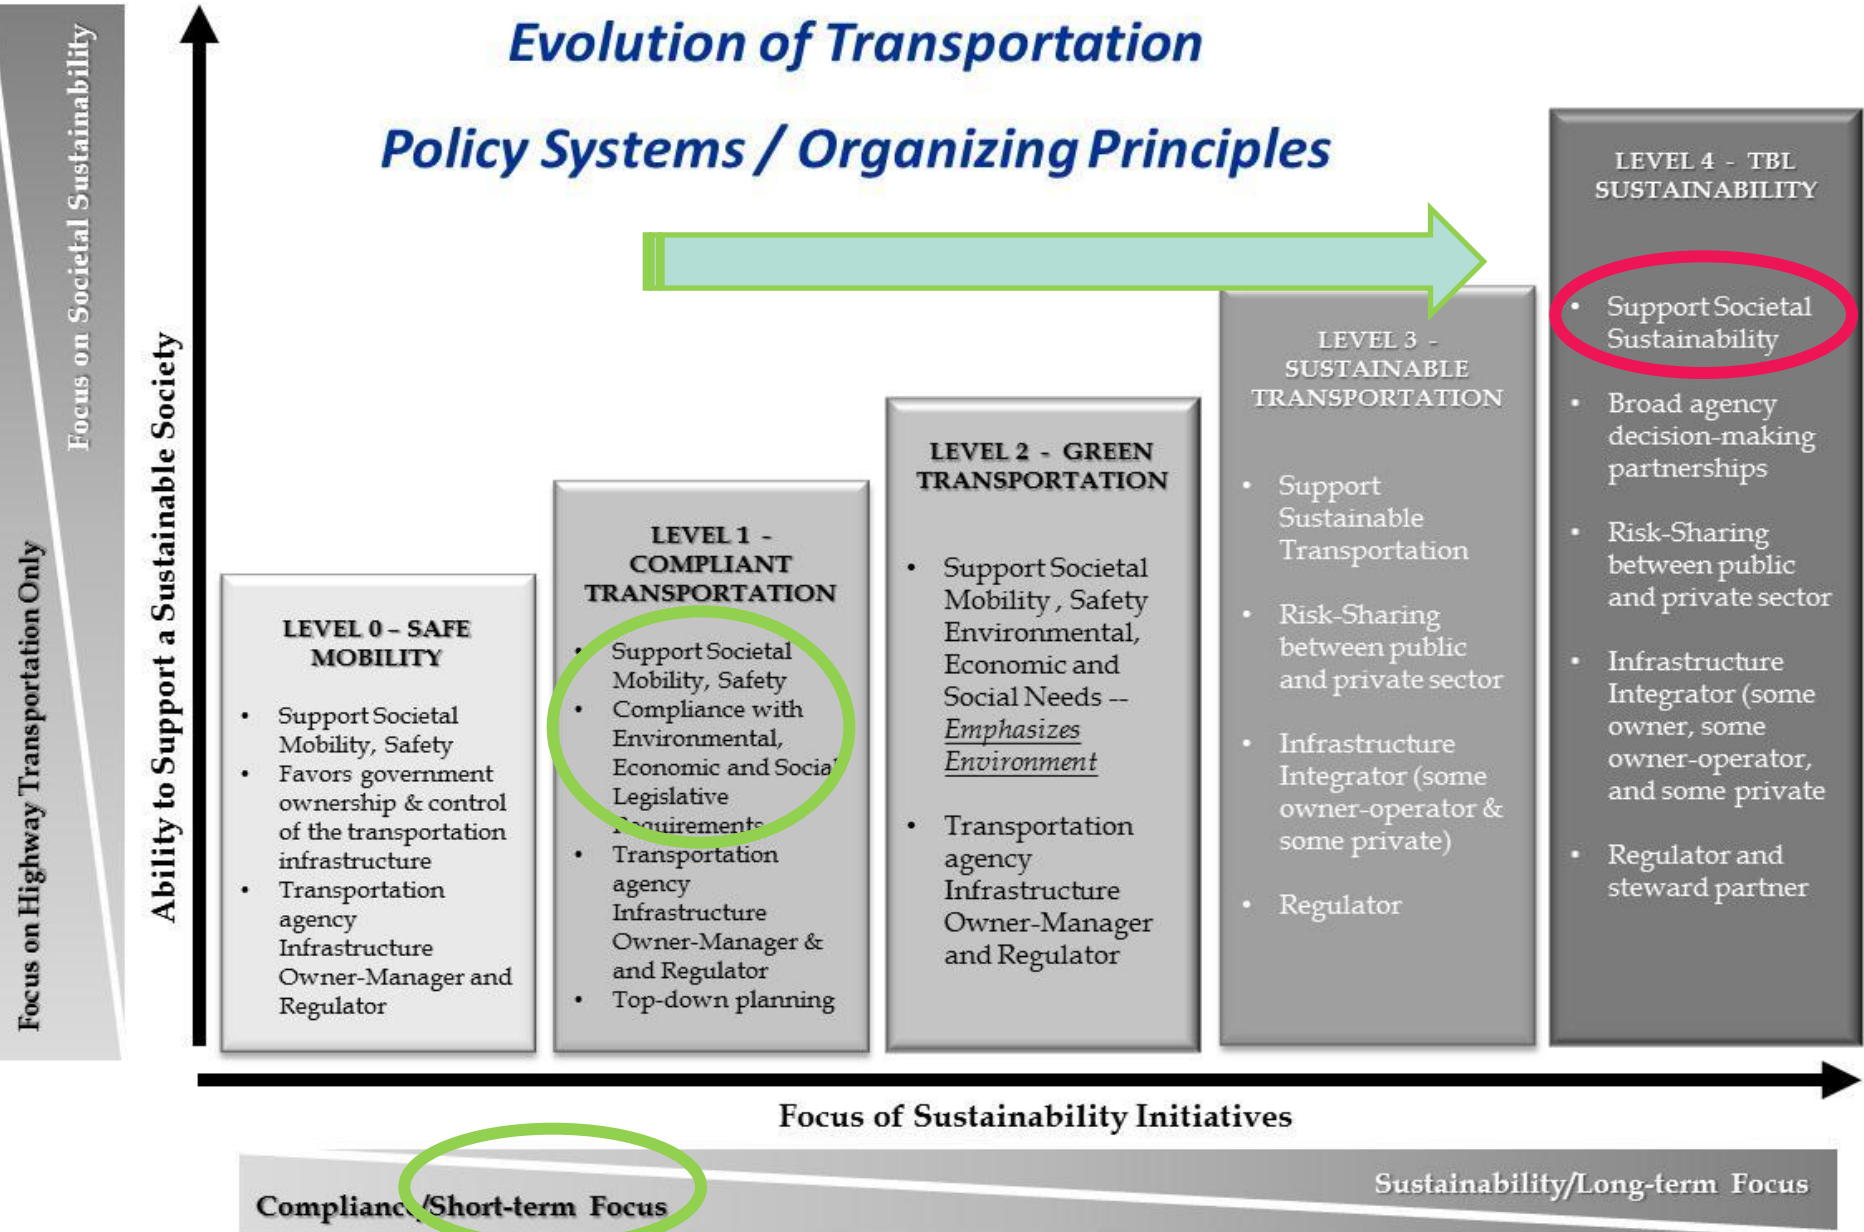 Evolution of Transportation
Policy Systems / Organizing Principles
Focus on Societal Sustainability
Focus on Highway Transportation Only
Ability to Support a Sustainable Society
LEVEL 0 – SAFE
MOBILITY
• Support Societal
Mobility, Safety
• Favors government
ownership & control
of the transportation
infrastructure
• Transportation
agency
Infrastructure
Owner-Manager and
Regulator
LEVEL 1 -
COMPLIANT
TRANSPORTATION
• Support Societal
Mobility, Safety
• Compliance with
Environmental,
Economic and Social
Legislative
Requirements
• Transportation
agency
Infrastructure
Owner-Manager &
and Regulator
• Top-down planning
LEVEL 2 - GREEN
TRANSPORTATION
• Support Societal
Mobility , Safety
Environmental,
Economic and
Social Needs --
Emphasizes
Environment
• Transportation
agency
Infrastructure
Owner-Manager
and Regulator
LEVEL 3 -
SUSTAINABLE
TRANSPORTATION
• Support
Sustainable
Transportation
• Risk-Sharing
between public
and private sector
• Infrastructure
Integrator (some
owner-operator &
some private)
• Regulator
LEVEL 4 - TBL
SUSTAINABILITY
• Support Societal
Sustainability
• Broad agency
decision-making
partnerships
• Risk-Sharing
between public
and private sector
• Infrastructure
Integrator (some
owner, some
owner-operator,
and some private
• Regulator and
steward partner
Focus of Sustainability Initiatives
Compliance/Short-term Focus
Sustainability/Long-term Focus